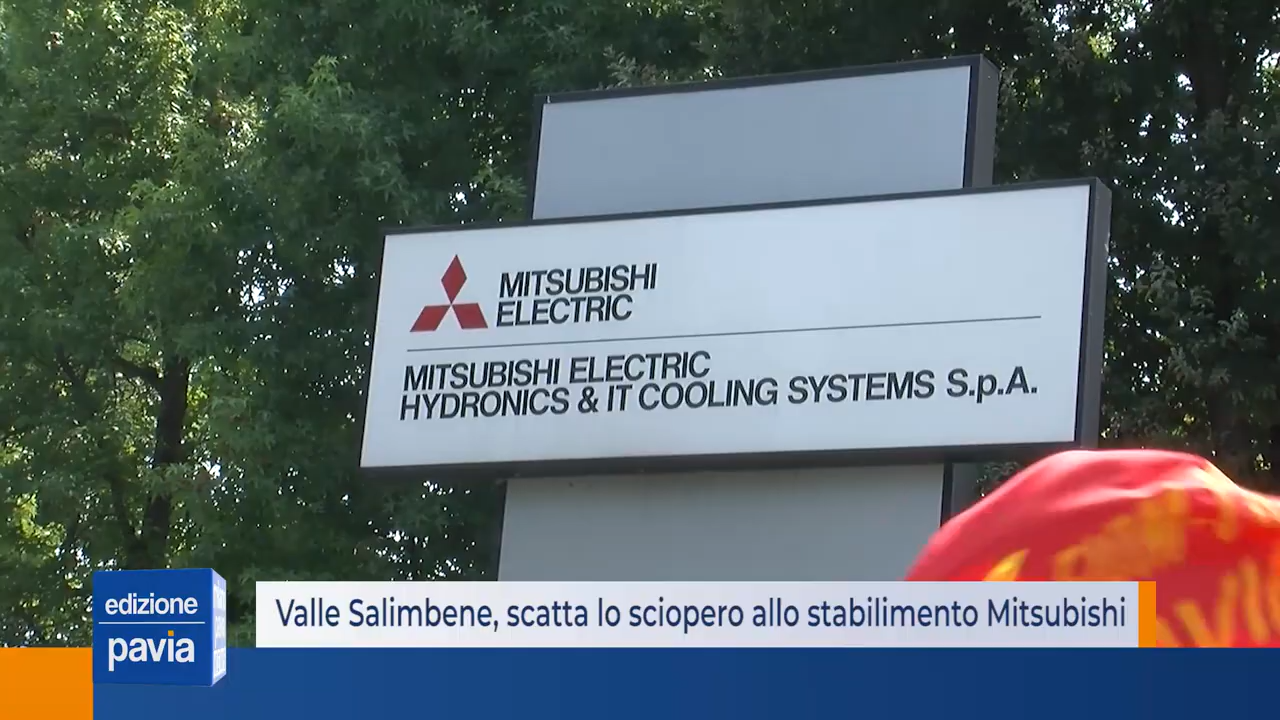 MITSUBISHI
ELECTRIC
MITSUBISHI ELECTRIC
HYDRONICS & IT COOLING SYSTEMS S.p.A.
edizione
pavia
Valle Salimbene, scatta lo sciopero allo stabilimento Mitsubishi